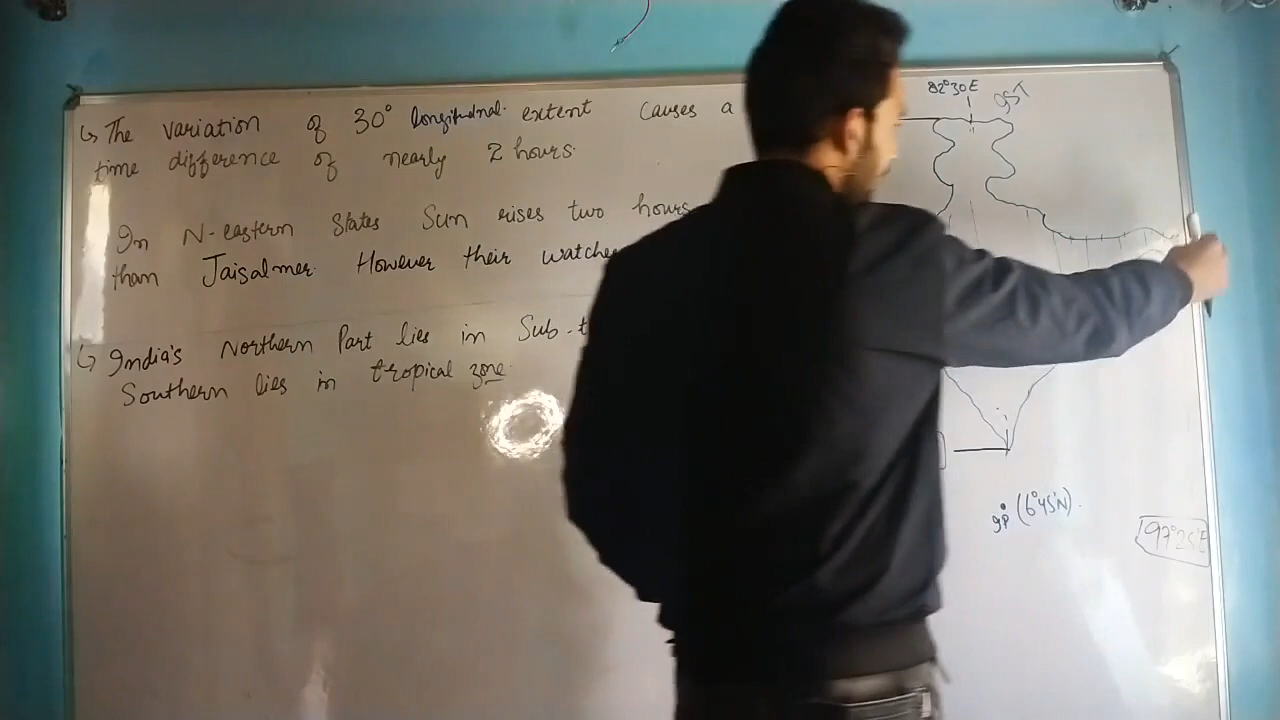 ↳ The variation of 30° longitudnal extent causes a
time difference of nearly 2 hours.
In N-eastern States Sun rises two hours
than Jaisalmer. However their watche
↳ India's Northern Part lies in Sub-t
Southern lies in tropical zone.
82°30'E
IST
IP (6°45'N).
97°25'E